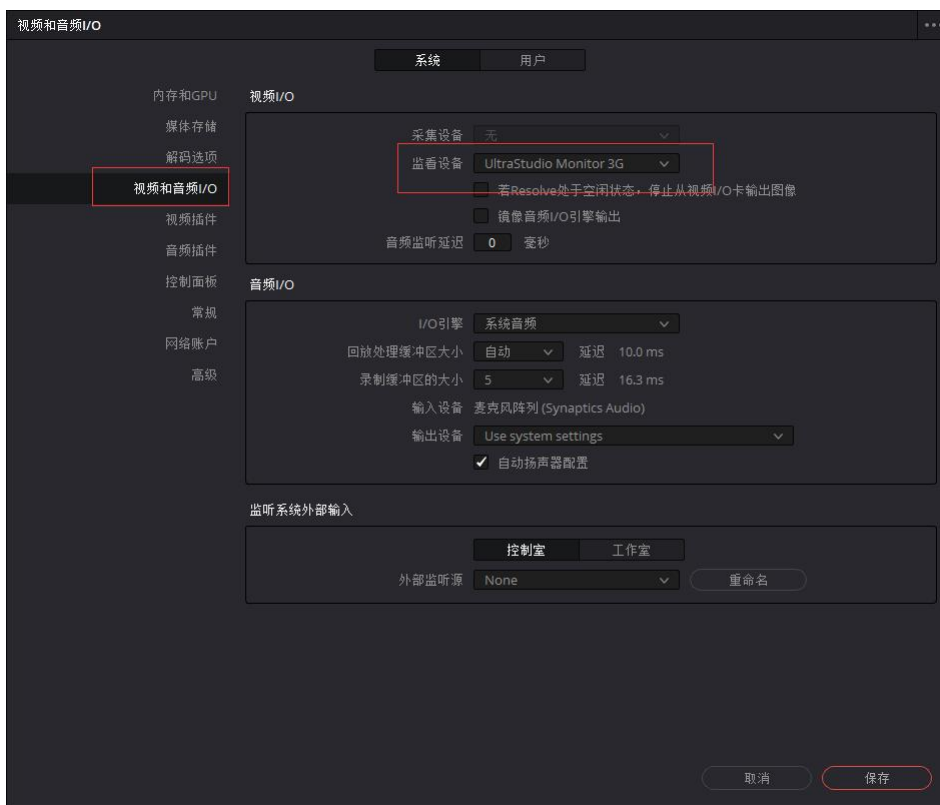 视频和音频I/O
系统 用户
内存和GPU
媒体存储
解码选项
视频和音频I/O
视频插件
音频插件
控制面板
常规
网络账户
高级
视频I/O
采集设备 无
监看设备 UltraStudio Monitor 3G
若Resolve处于空闲状态，停止从视频I/O卡输出图像
镜像音频I/O引擎输出
音频监听延迟 0 毫秒
音频I/O
I/O引擎 系统音频
回放处理缓冲区大小 自动 延迟 10.0 ms
录制缓冲区的大小 5 延迟 16.3 ms
输入设备 麦克风阵列 (Synaptics Audio)
输出设备 Use system settings
自动扬声器配置
监听系统外部输入
控制室 工作室
外部监听源 None 重命名
取消 保存